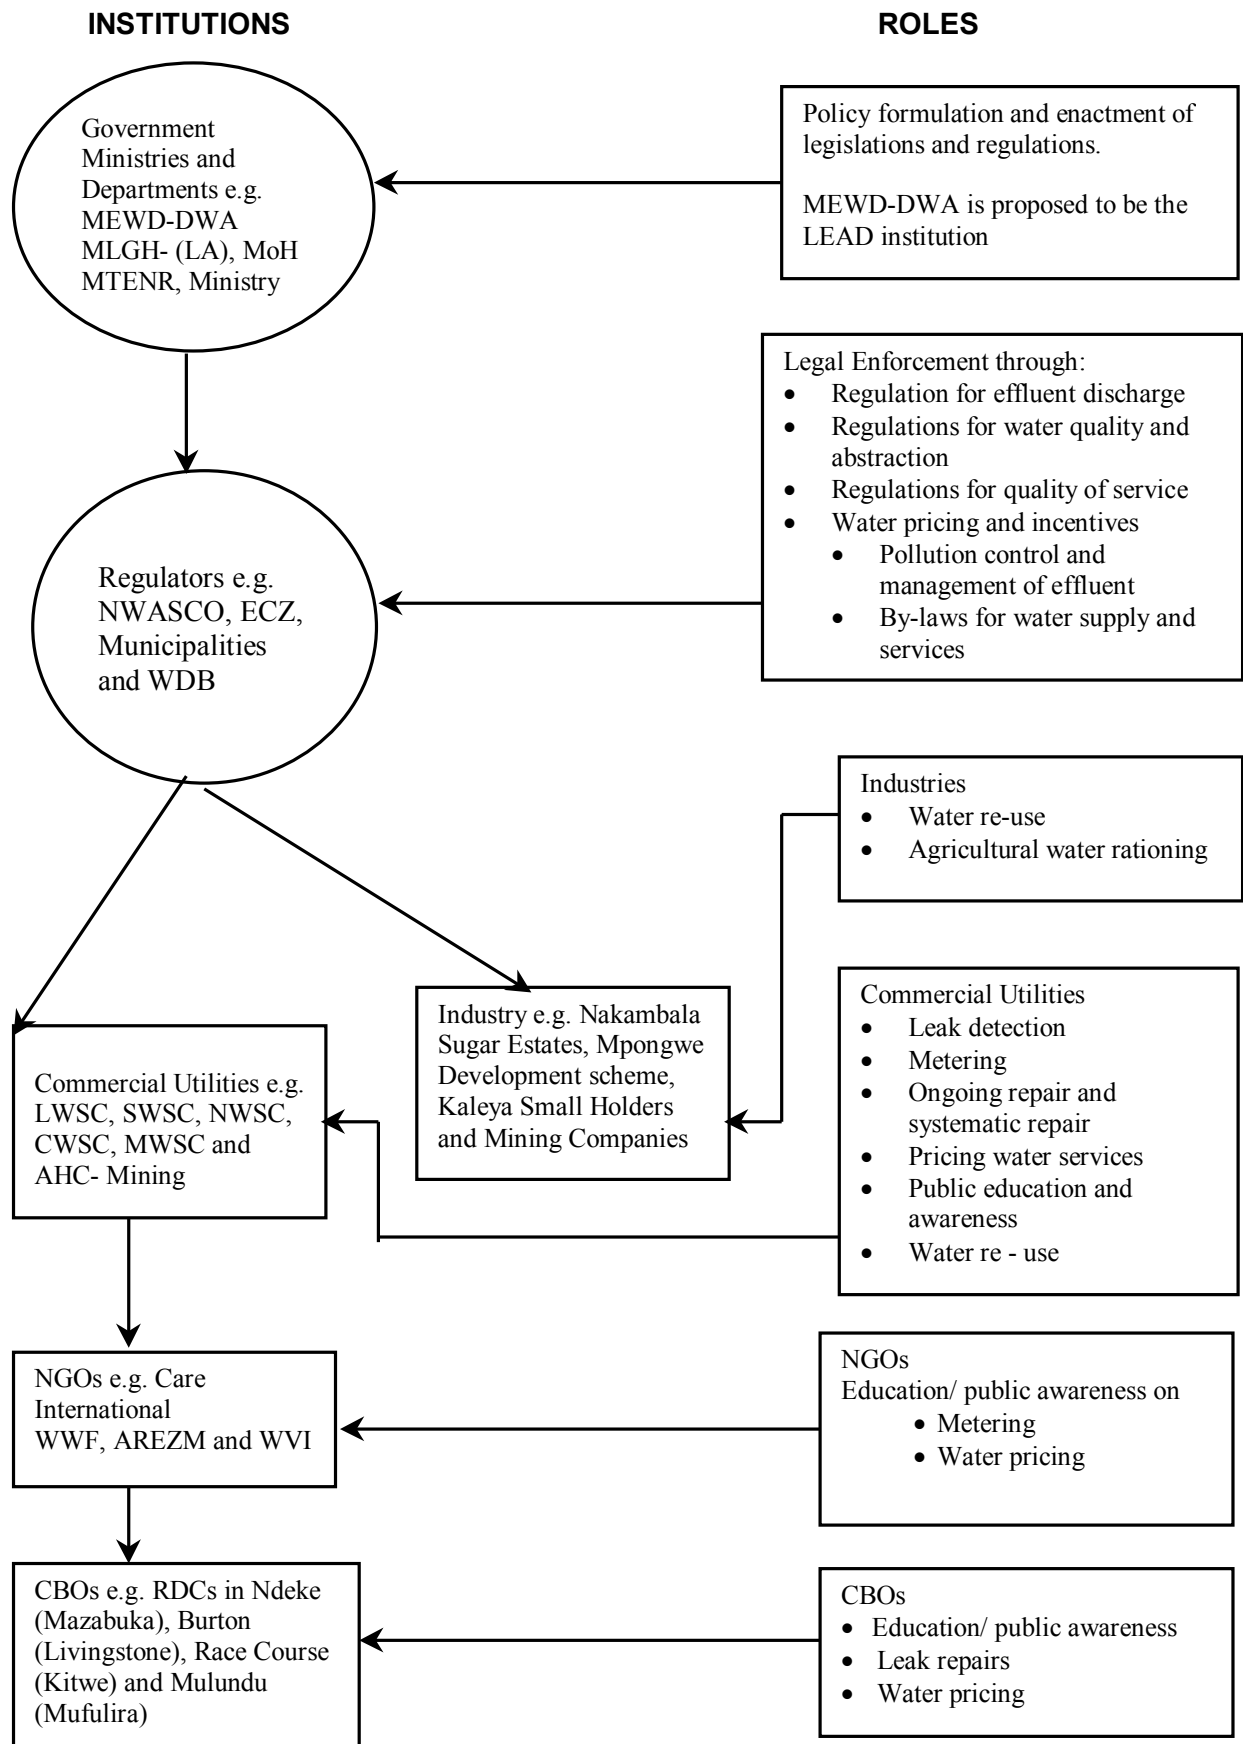 INSTITUTIONS
ROLES
Government
Ministries and
Departments e.g.
MEWD-DWA
MLGH- (LA), MoH
MTENR, Ministry
Policy formulation and enactment of
legislations and regulations.
MEWD-DWA is proposed to be the
LEAD institution
Regulators e.g.
NWASCO, ECZ,
Municipalities
and WDB
Legal Enforcement through:
• Regulation for effluent discharge
• Regulations for water quality and
abstraction
• Regulations for quality of service
• Water pricing and incentives
• Pollution control and
management of effluent
• By-laws for water supply and
services
Industries
• Water re-use
• Agricultural water rationing
Industry e.g. Nakambala
Sugar Estates, Mpongwe
Development scheme,
Kaleya Small Holders
and Mining Companies
Commercial Utilities e.g.
LWSC, SWSC, NWSC,
CWSC, MWSC and
AHC- Mining
Commercial Utilities
• Leak detection
• Metering
• Ongoing repair and
systematic repair
• Pricing water services
• Public education and
awareness
• Water re - use
NGOs e.g. Care
International
WWF, AREZM and WVI
NGOs
Education/ public awareness on
• Metering
• Water pricing
CBOs e.g. RDCs in Ndeke
(Mazabuka), Burton
(Livingstone), Race Course
(Kitwe) and Mulundu
(Mufulira)
CBOs
• Education/ public awareness
• Leak repairs
• Water pricing